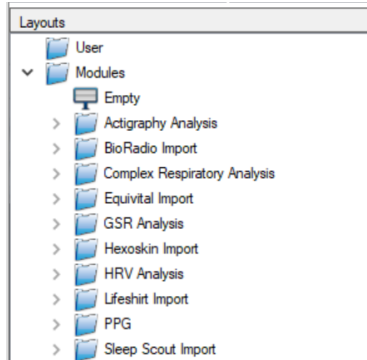 Layouts
User
Modules
Empty
Actigraphy Analysis
BioRadio Import
Complex Respiratory Analysis
Equivital Import
GSR Analysis
Hexoskin Import
HRV Analysis
Lifeshirt Import
PPG
Sleep Scout Import